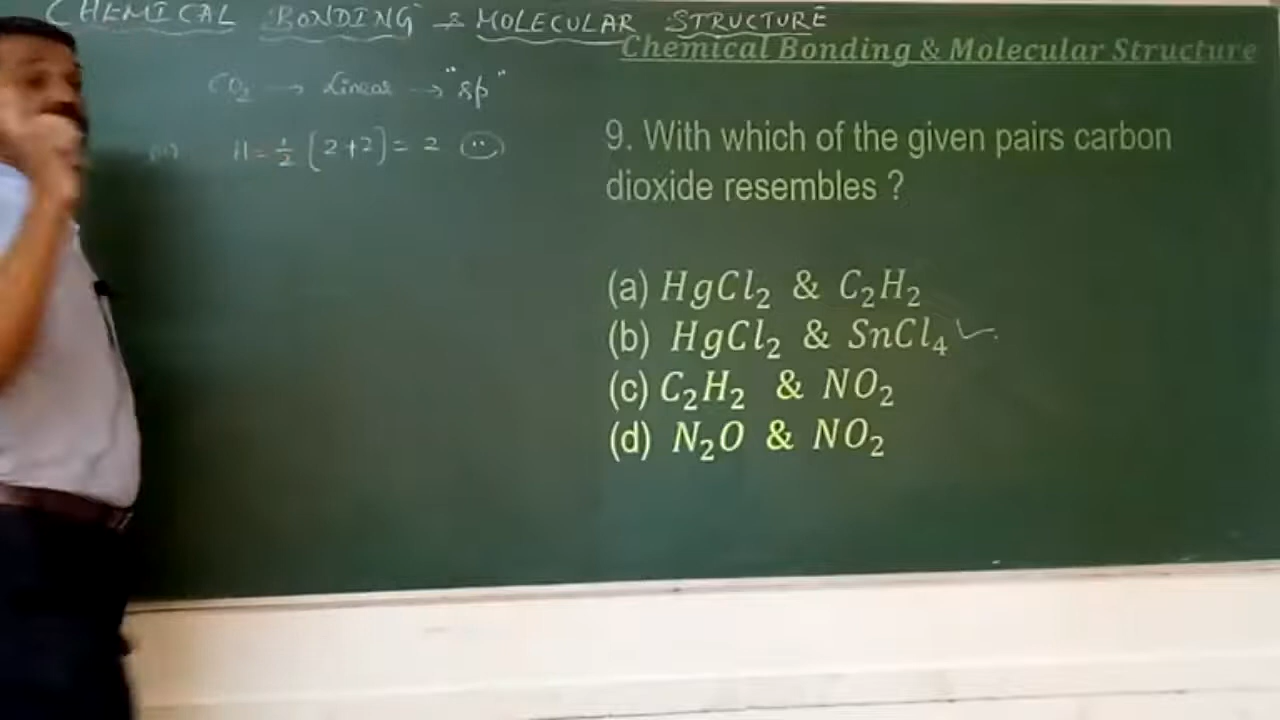 CHEMICAL BONDING & MOLECULAR STRUCTURE
Chemical Bonding & Molecular Structure
CO₂ → Linear → "sp"
H = 1/2 (2+2) = 2
9. With which of the given pairs carbon
dioxide resembles ?
(a) HgCl₂ & C₂H₂
(b) HgCl₂ & SnCl₄
(c) C₂H₂ & NO₂
(d) N₂O & NO₂